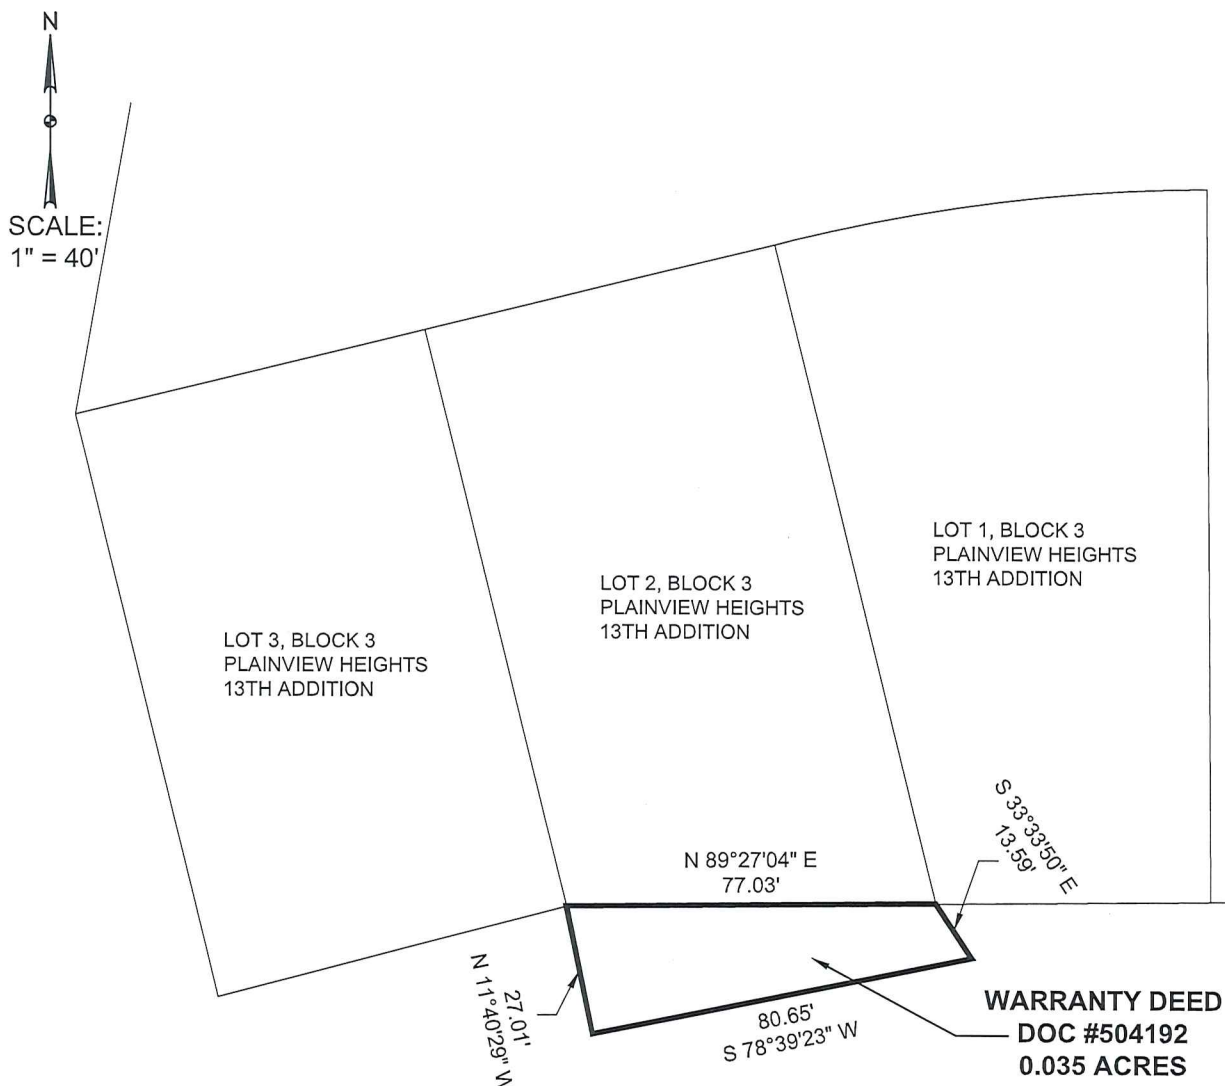 N
SCALE:
1" = 40'
LOT 1, BLOCK 3
PLAINVIEW HEIGHTS
13TH ADDITION
LOT 2, BLOCK 3
PLAINVIEW HEIGHTS
13TH ADDITION
LOT 3, BLOCK 3
PLAINVIEW HEIGHTS
13TH ADDITION
S 33°33'50" E
13.59'
N 89°27'04" E
77.03'
27.01'
N 11°40'29" W
80.65'
S 78°39'23" W
WARRANTY DEED
DOC #504192
0.035 ACRES